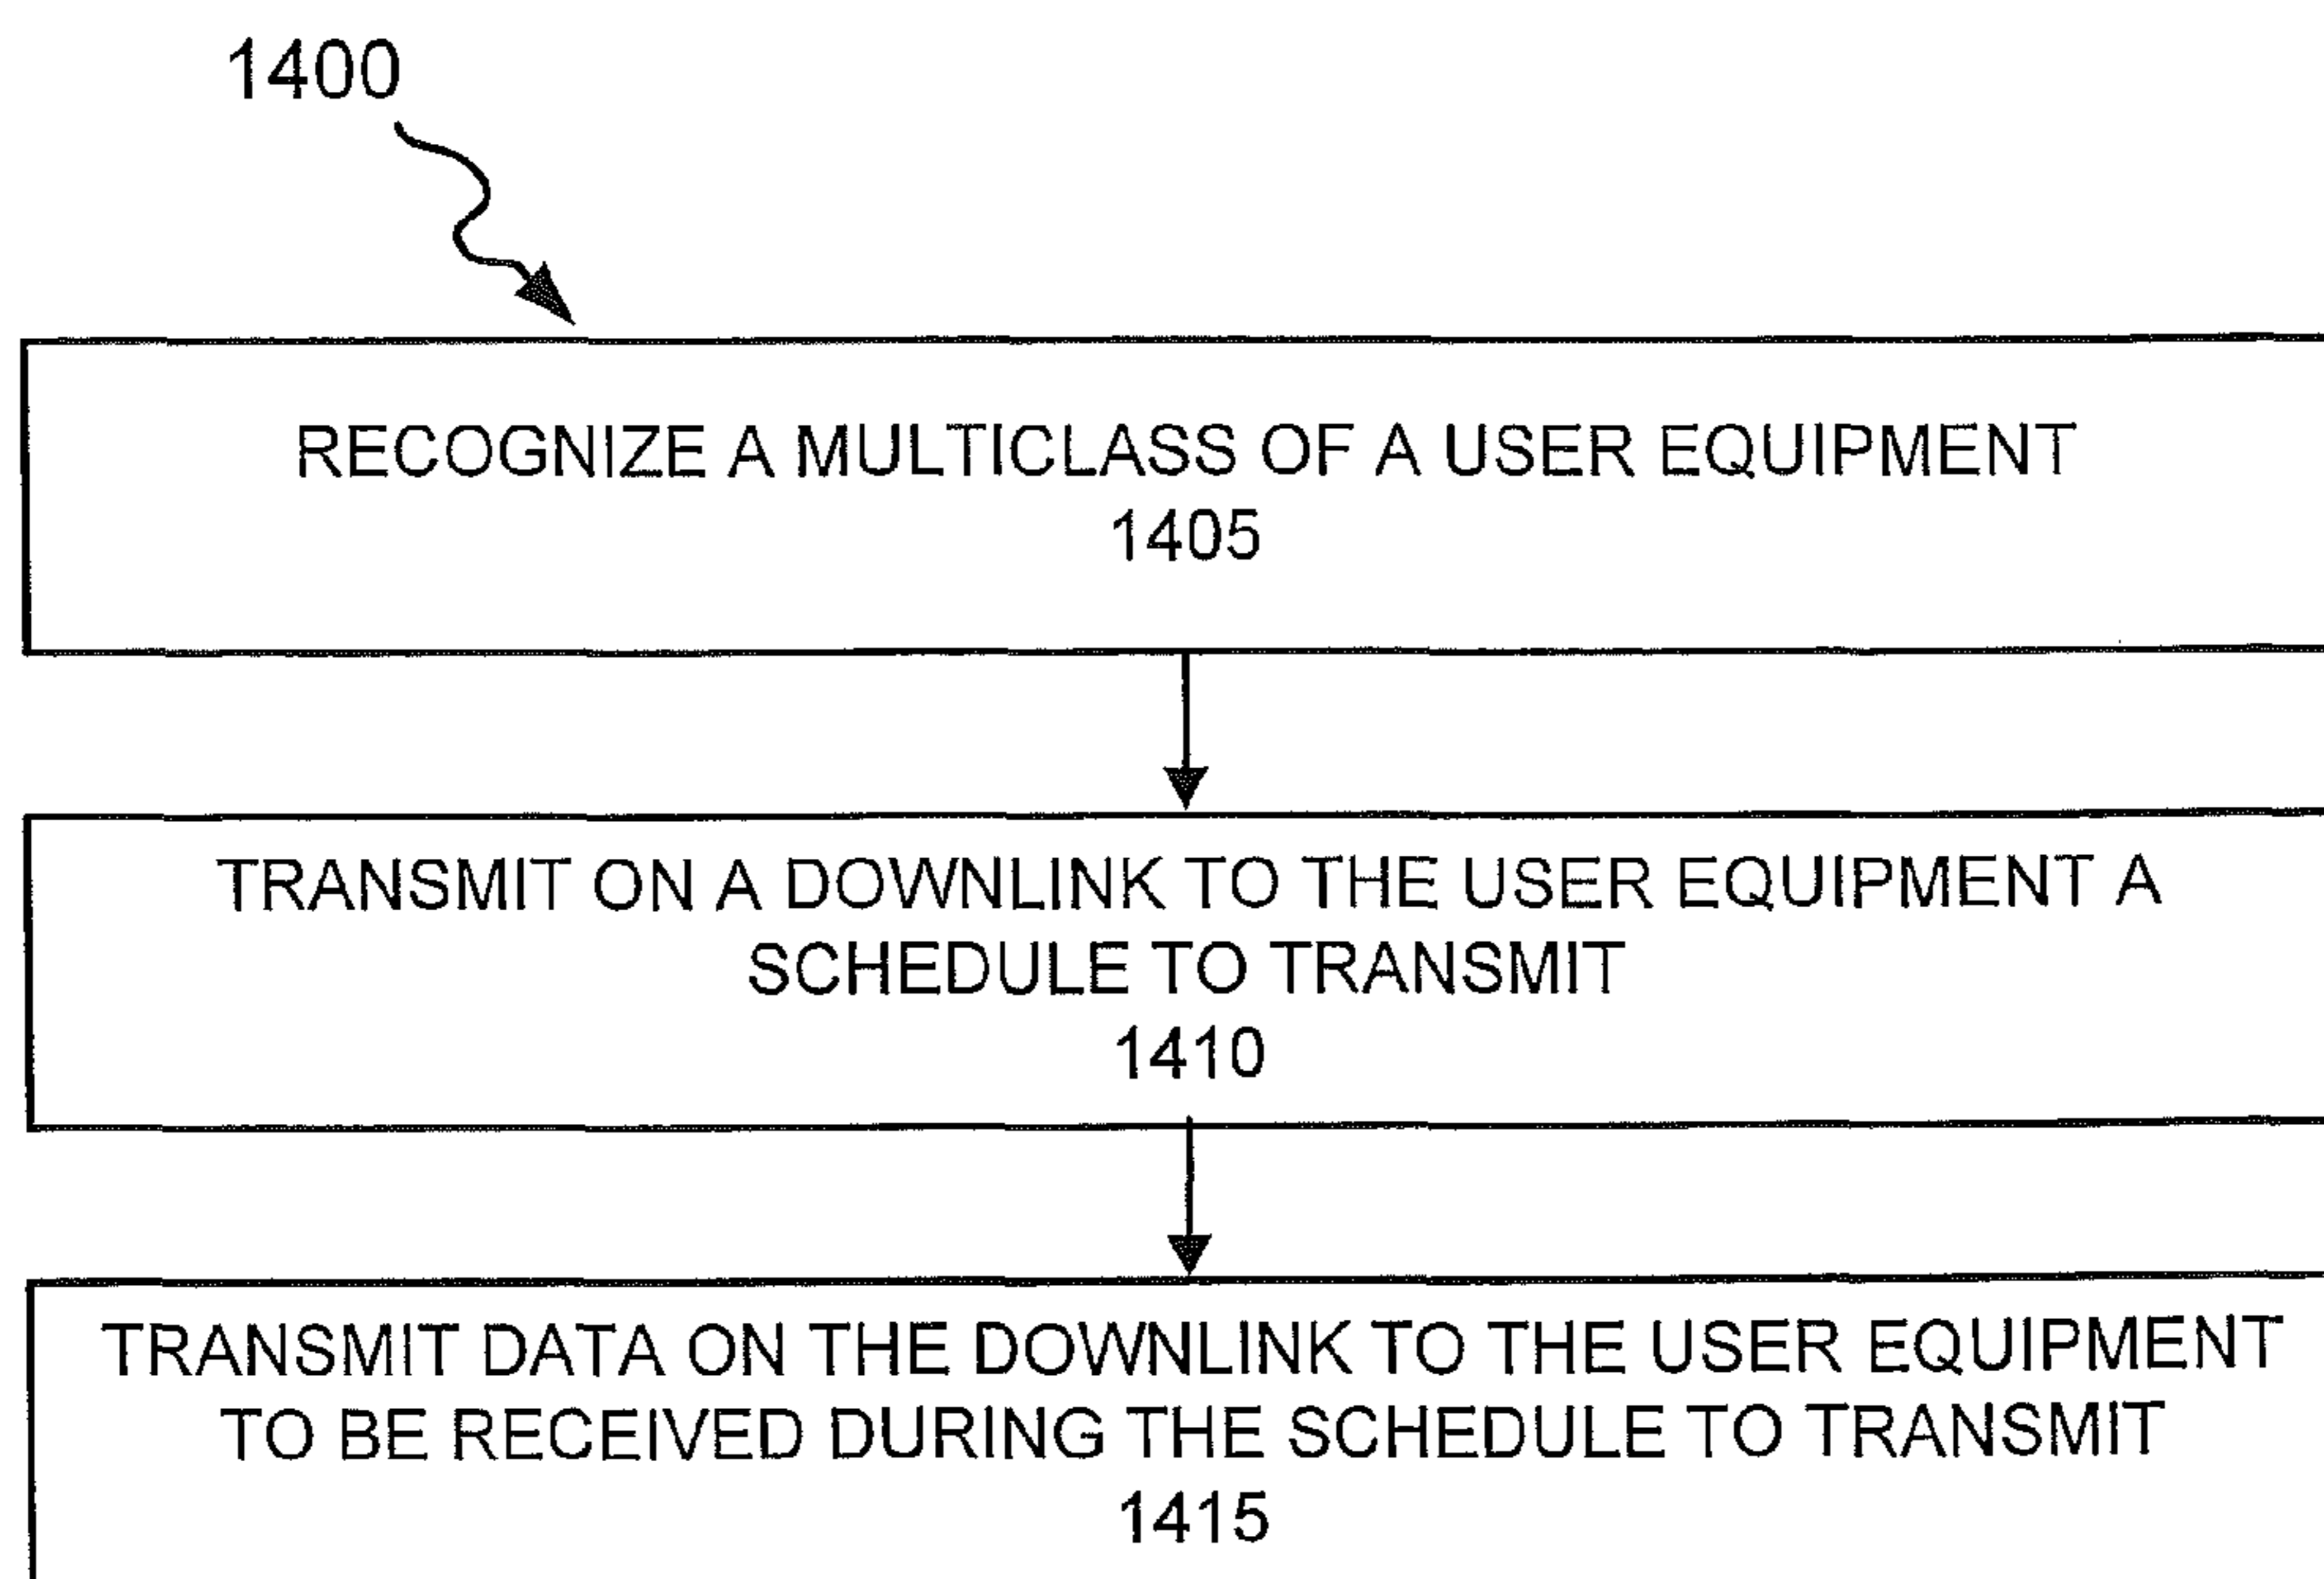 1400
RECOGNIZE A MULTICLASS OF A USER EQUIPMENT
1405
TRANSMIT ON A DOWNLINK TO THE USER EQUIPMENT A
SCHEDULE TO TRANSMIT
1410
TRANSMIT DATA ON THE DOWNLINK TO THE USER EQUIPMENT
TO BE RECEIVED DURING THE SCHEDULE TO TRANSMIT
1415